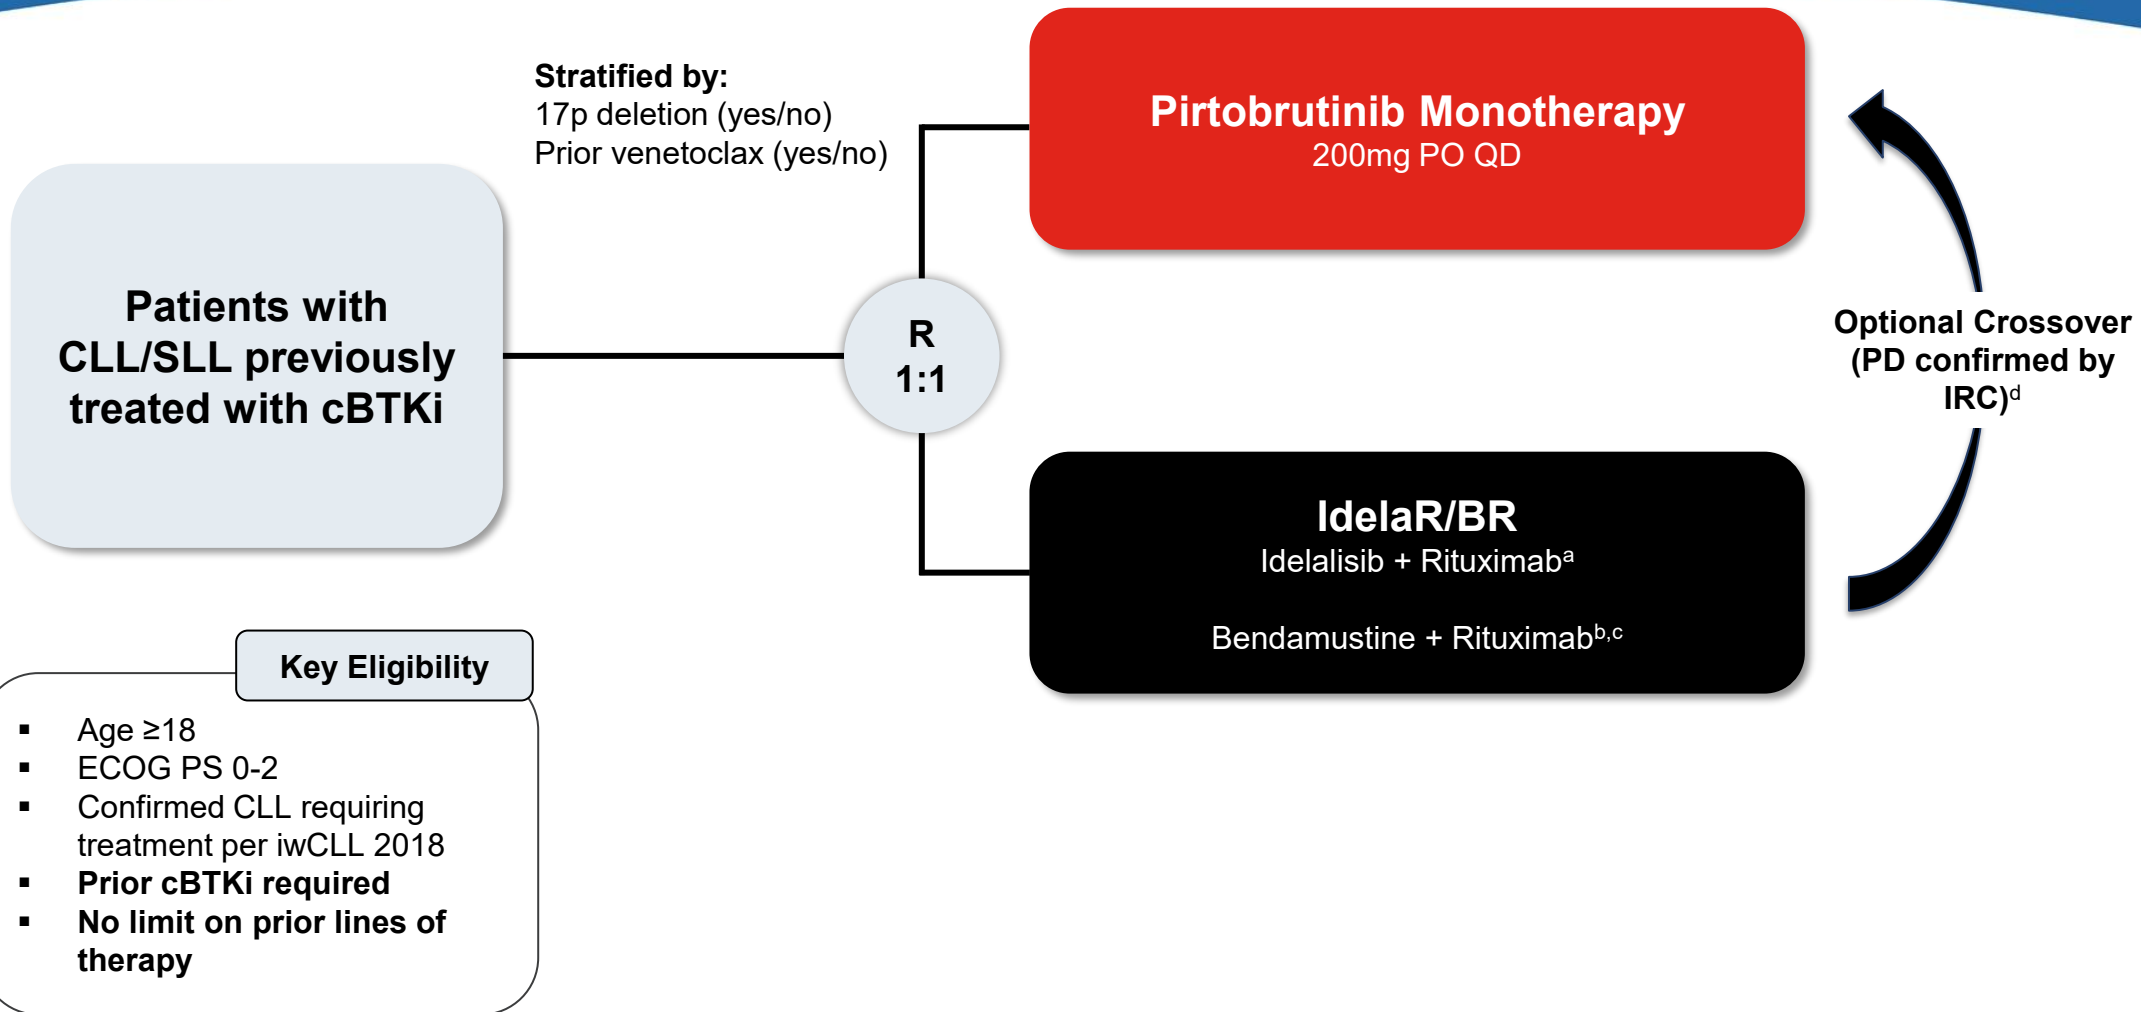 Stratified by:
17p deletion (yes/no)
Prior venetoclax (yes/no)
Patients with
CLL/SLL previously
treated with cBTKi
R
1:1
Pirtobrutinib Monotherapy
200mg PO QD
IdelaR/BR
Idelalisib + Rituximabᵃ
Bendamustine + Rituximabᵇ,ᶜ
Optional Crossover
(PD confirmed by
IRC)ᵈ
Key Eligibility
▪ Age ≥18
▪ ECOG PS 0-2
▪ Confirmed CLL requiring
treatment per iwCLL 2018
▪ Prior cBTKi required
▪ No limit on prior lines of
therapy